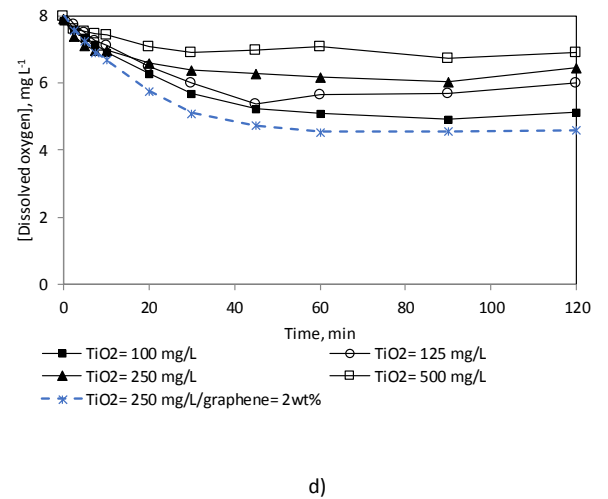 8
6
4
2
0
[Dissolved oxygen], mg L-1
0 20 40 60 80 100 120
Time, min
TiO2= 100 mg/L TiO2= 125 mg/L
TiO2= 250 mg/L TiO2= 500 mg/L
TiO2= 250 mg/L/graphene= 2wt%
d)